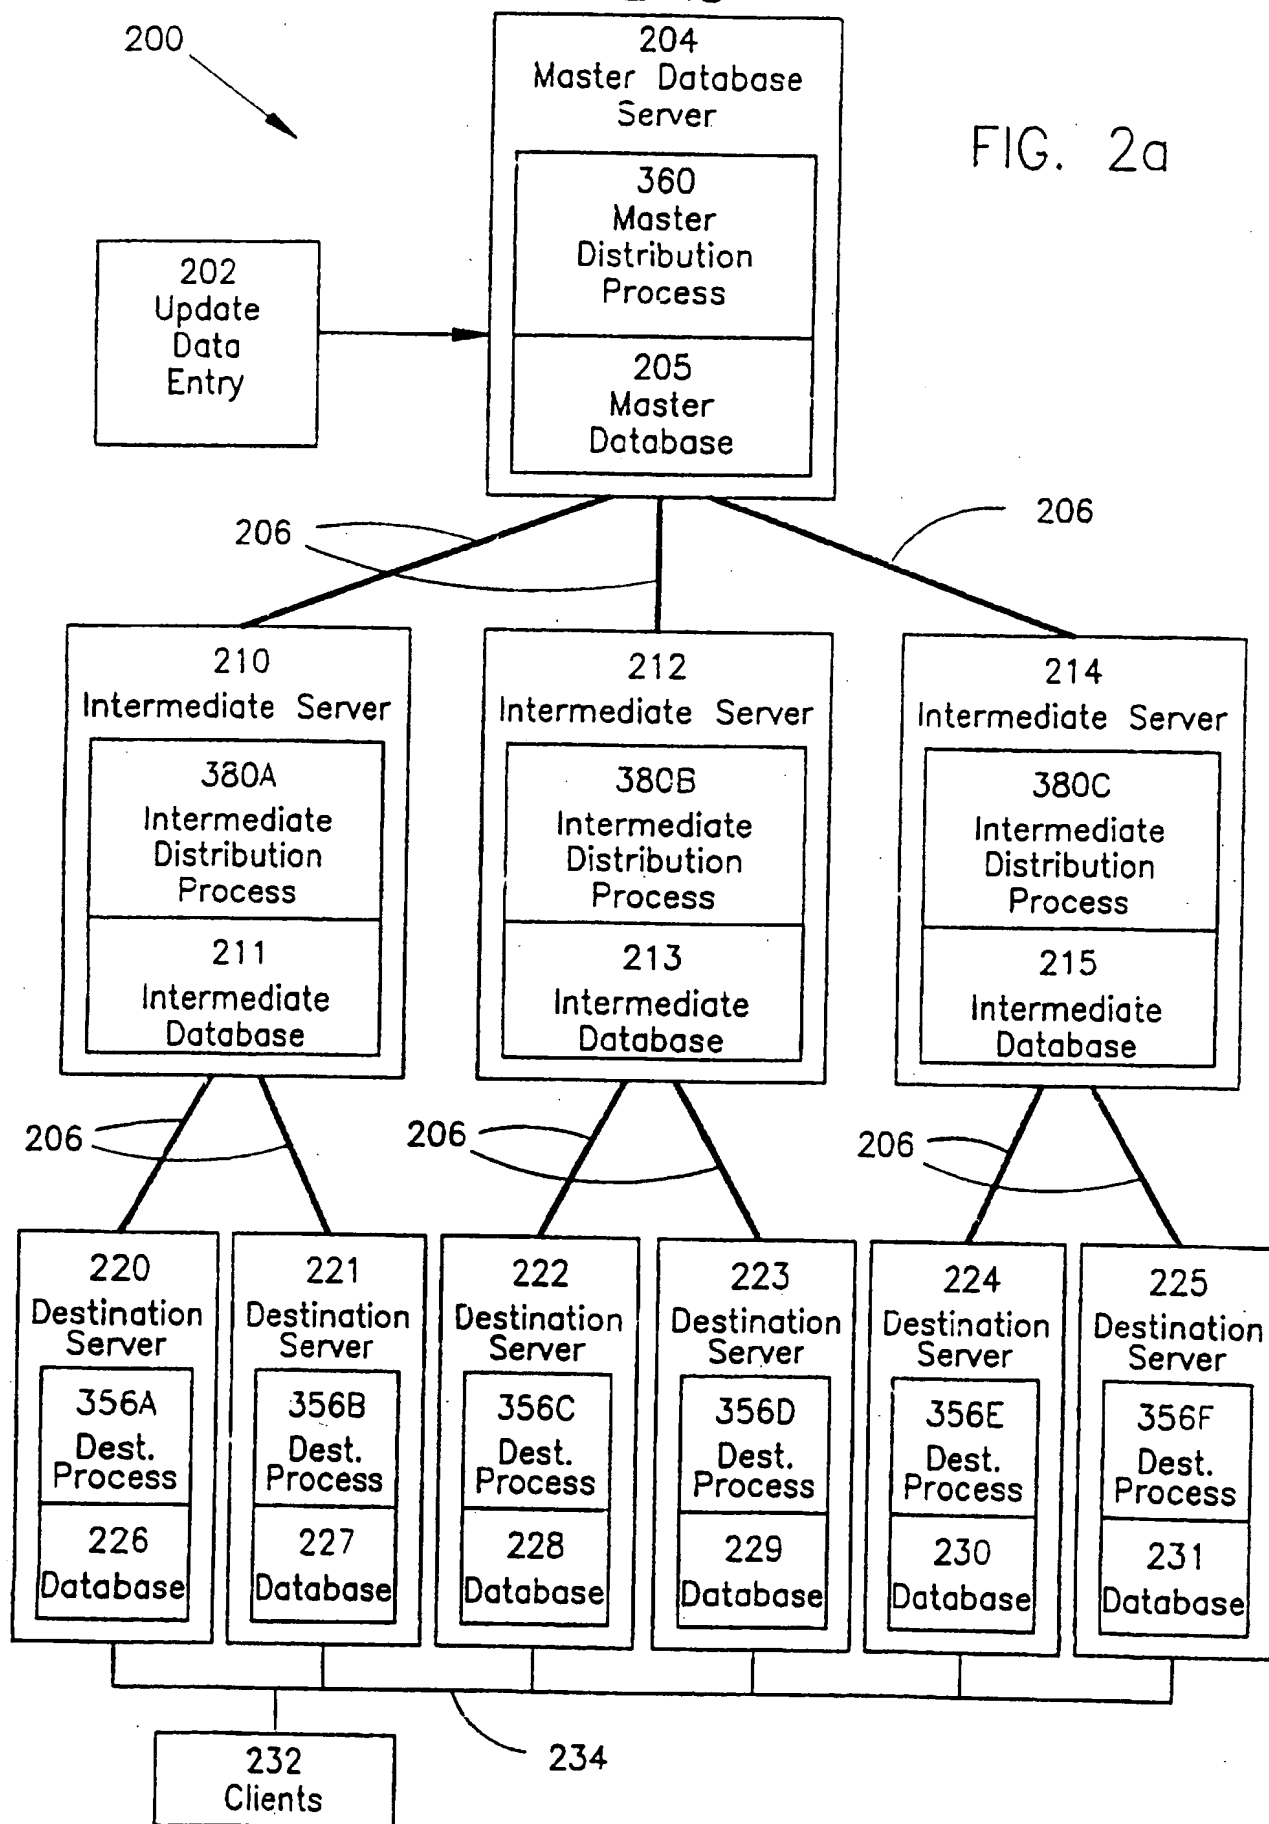 200
204
Master Database
Server
FIG. 2a
360
Master
Distribution
Process
202
Update
Data
Entry
205
Master
Database
206
206
210
Intermediate Server
380A
Intermediate
Distribution
Process
211
Intermediate
Database
212
Intermediate Server
380B
Intermediate
Distribution
Process
213
Intermediate
Database
214
Intermediate Server
380C
Intermediate
Distribution
Process
215
Intermediate
Database
206
206
206
220
Destination
Server
356A
Dest.
Process
226
Database
221
Destination
Server
356B
Dest.
Process
227
Database
222
Destination
Server
356C
Dest.
Process
228
Database
223
Destination
Server
356D
Dest.
Process
229
Database
224
Destination
Server
356E
Dest.
Process
230
Database
225
Destination
Server
356F
Dest.
Process
231
Database
234
232
Clients